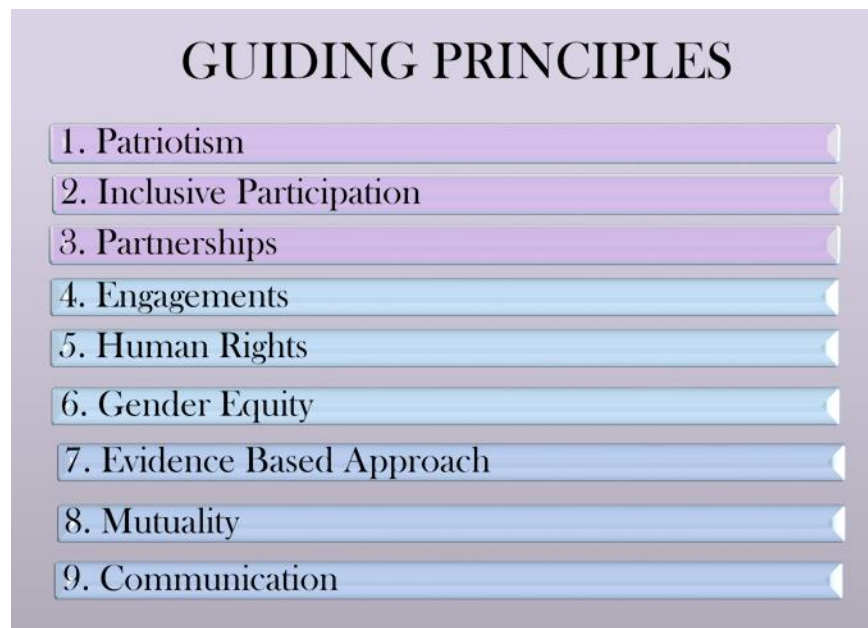 GUIDING PRINCIPLES
1. Patriotism
2. Inclusive Participation
3. Partnerships
4. Engagements
5. Human Rights
6. Gender Equity
7. Evidence Based Approach
8. Mutuality
9. Communication